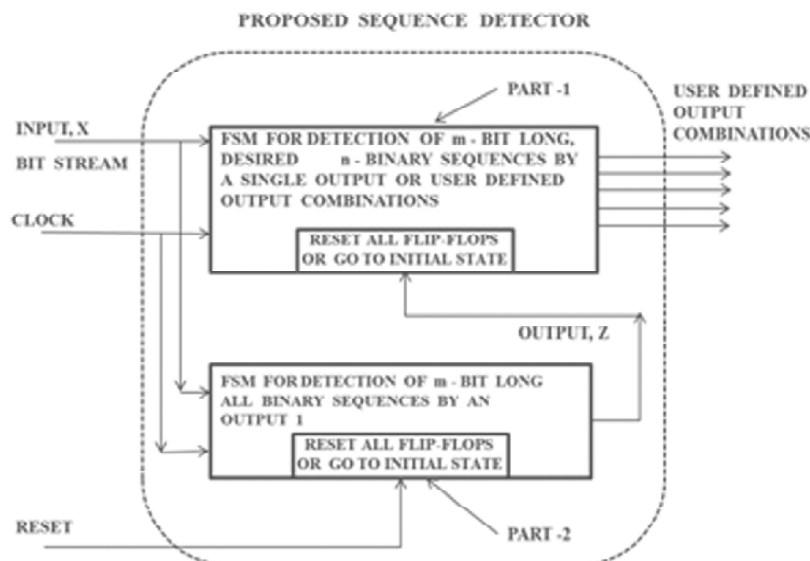 PROPOSED SEQUENCE DETECTOR
PART -1
USER DEFINED
OUTPUT
COMBINATIONS
INPUT, X
BIT STREAM
CLOCK
FSM FOR DETECTION OF m - BIT LONG,
DESIRED n - BINARY SEQUENCES BY
A SINGLE OUTPUT OR USER DEFINED
OUTPUT COMBINATIONS
RESET ALL FLIP-FLOPS
OR GO TO INITIAL STATE
OUTPUT, Z
FSM FOR DETECTION OF m - BIT LONG
ALL BINARY SEQUENCES BY AN
OUTPUT 1
RESET ALL FLIP-FLOPS
OR GO TO INITIAL STATE
RESET
PART -2